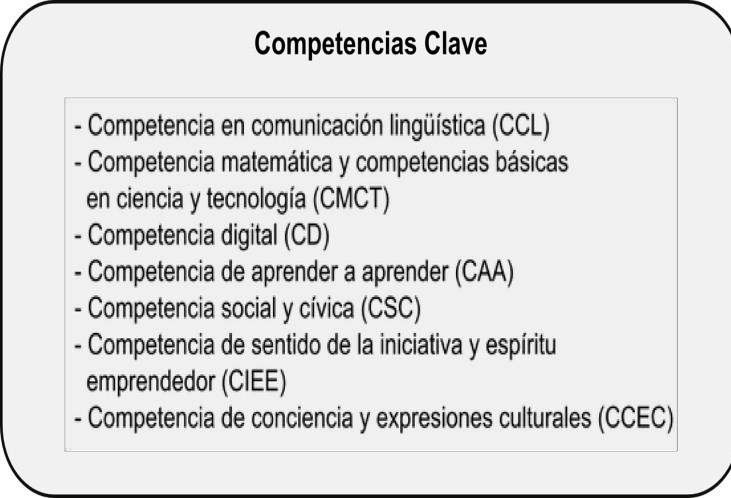 Competencias Clave
- Competencia en comunicación lingüística (CCL)
- Competencia matemática y competencias básicas
en ciencia y tecnología (CMCT)
- Competencia digital (CD)
- Competencia de aprender a aprender (CAA)
- Competencia social y cívica (CSC)
- Competencia de sentido de la iniciativa y espíritu
emprendedor (CIEE)
- Competencia de conciencia y expresiones culturales (CCEC)